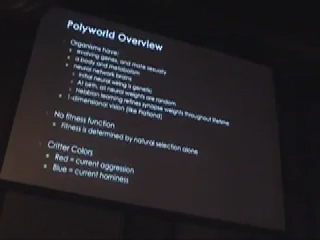 Polyworld Overview
Organisms have:
evolving genes, and mate sexually
a body and metabolism
neural network brains
Initial neural wiring is genetic
At birth, all neural weights are random
Hebbian learning refines synapse weights throughout lifetime
1-dimensional vision (like Flatland)
No fitness function
Fitness is determined by natural selection alone
Critter Colors
Red = current aggression
Blue = current horniness